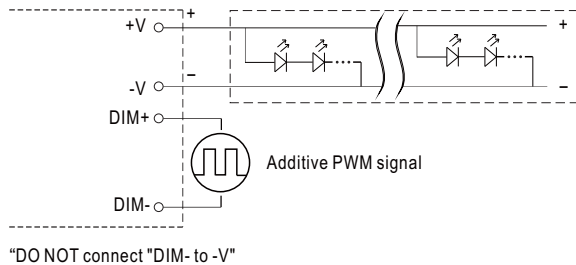 +V + +
-V – –
DIM+
Additive PWM signal
DIM-
“DO NOT connect "DIM- to -V"